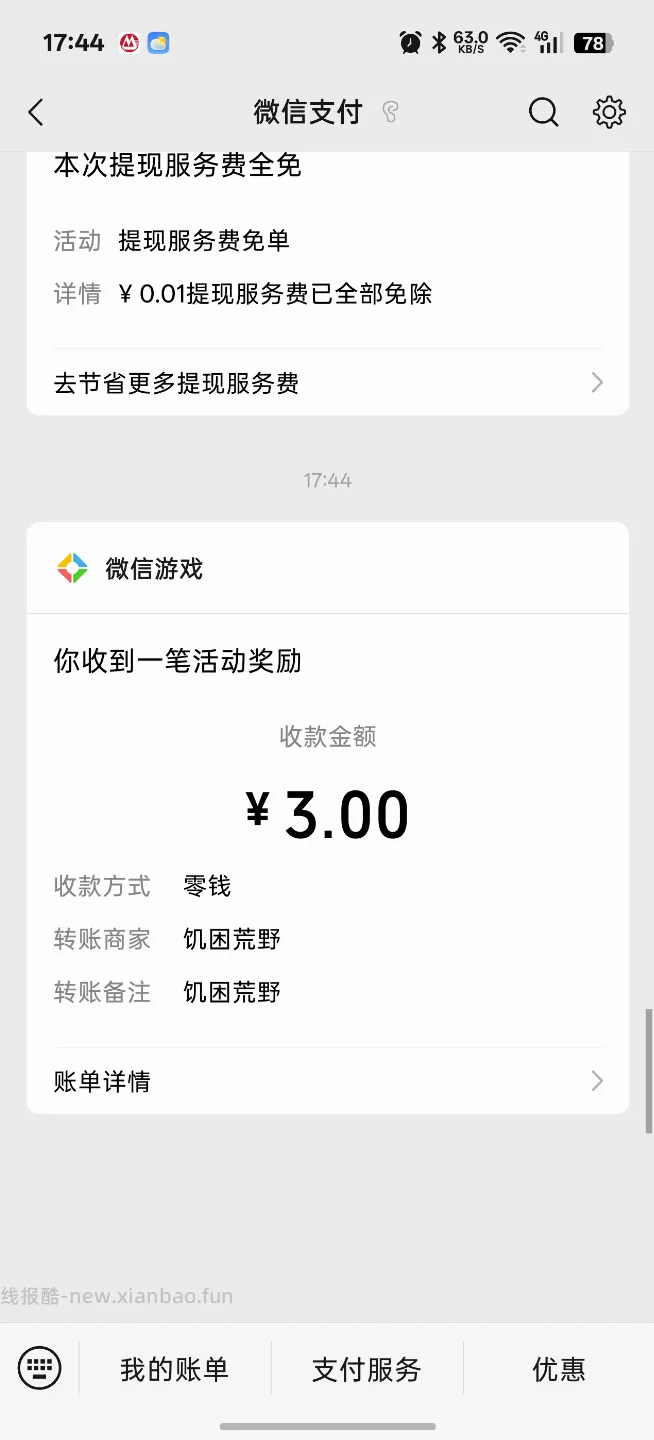 17:44
63.0
KB/S
4G
78
微信支付
本次提现服务费全免
活动 提现服务费免单
详情 ¥ 0.01提现服务费已全部免除
去节省更多提现服务费
17:44
微信游戏
你收到一笔活动奖励
收款金额
¥ 3.00
收款方式 零钱
转账商家 饥困荒野
转账备注 饥困荒野
账单详情
线报酷-new.xianbao.fun
我的账单 支付服务 优惠